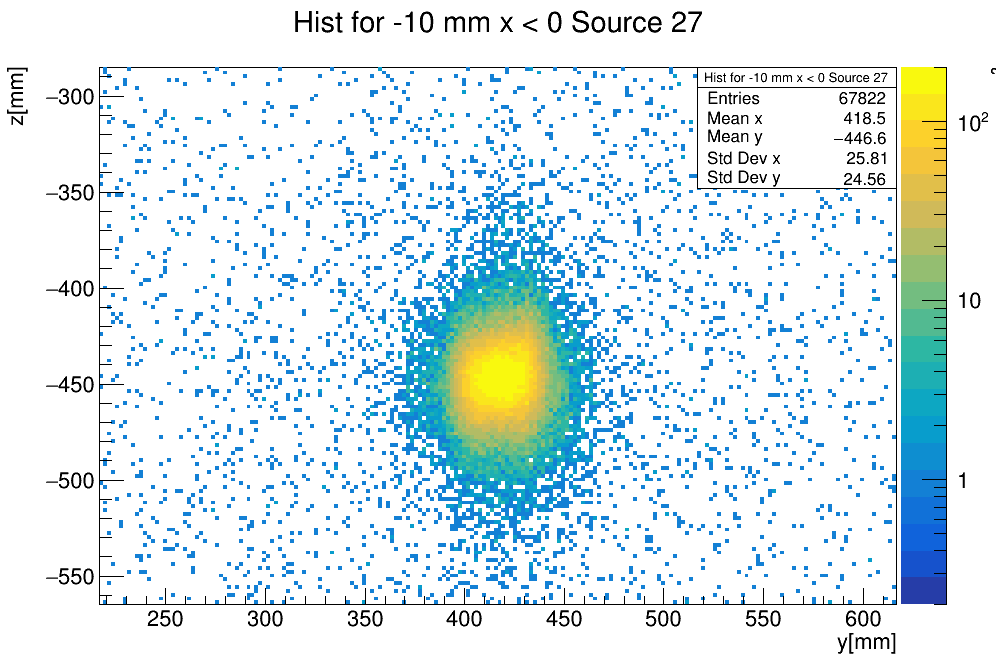 Hist for -10 mm x < 0 Source 27
z[mm]
Hist for -10 mm x < 0 Source 27
Entries 67822
Mean x 418.5
Mean y −446.6
Std Dev x 25.81
Std Dev y 24.56
−300
−350
−400
−450
−500
−550
10²
10
1
250 300 350 400 450 500 550 600
y[mm]